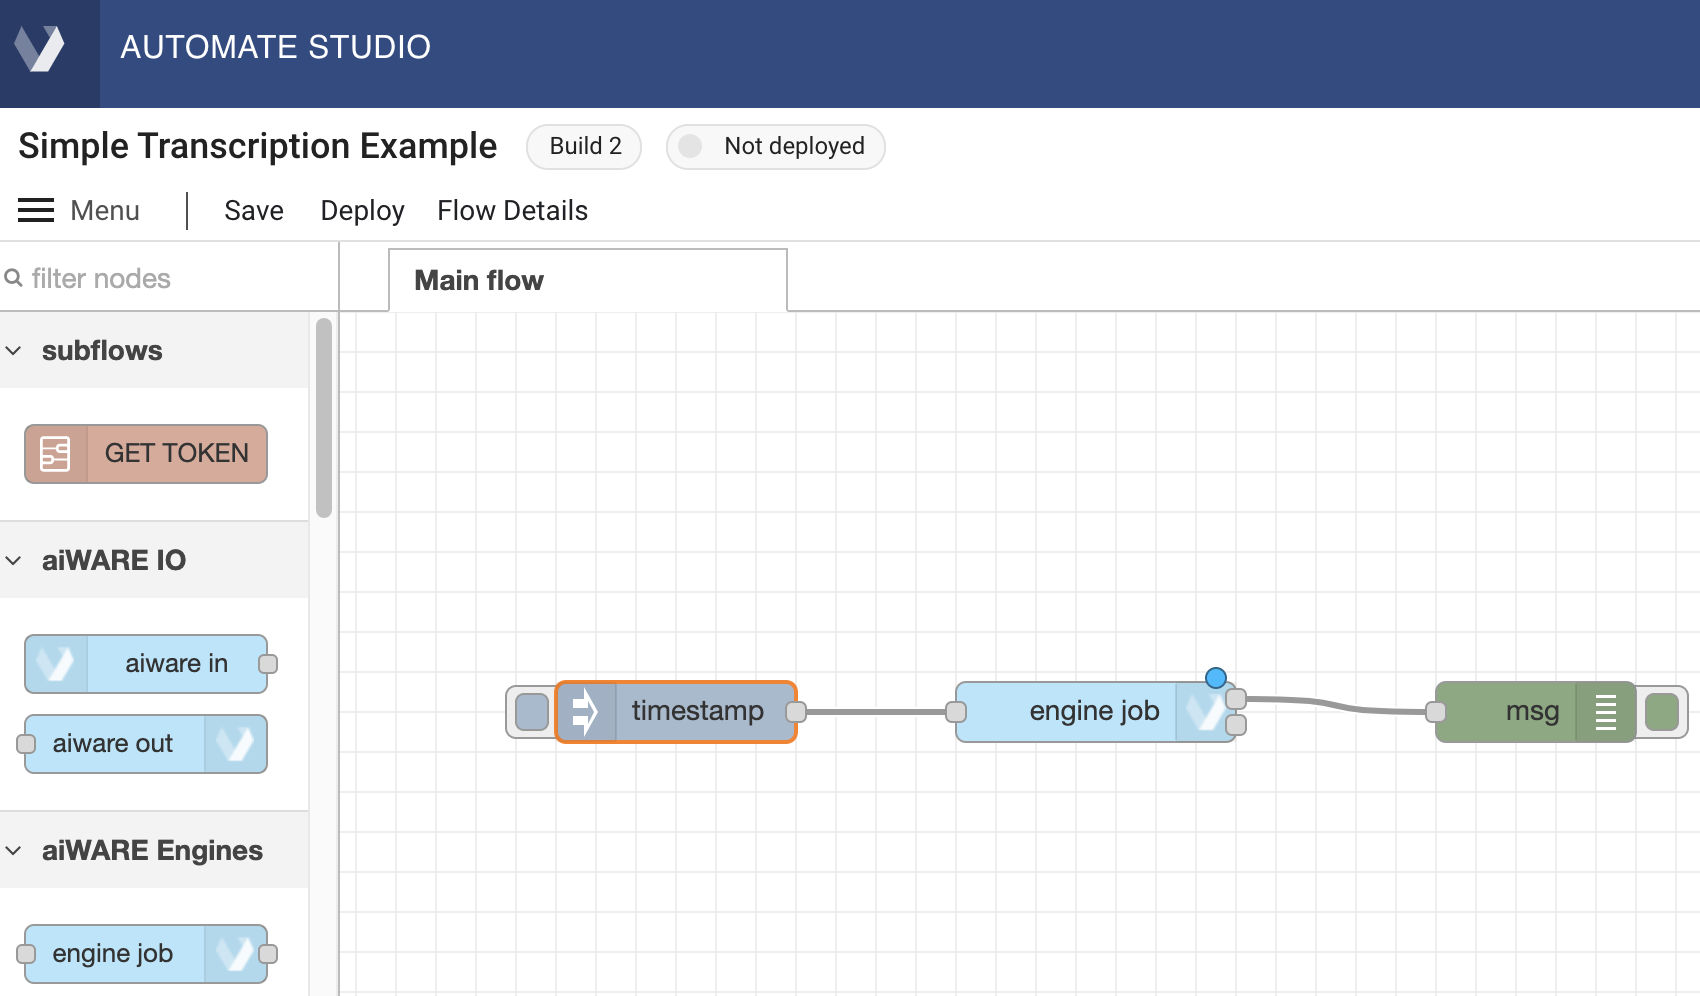 AUTOMATE STUDIO
Simple Transcription Example Build 2 Not deployed
Menu Save Deploy Flow Details
filter nodes
Main flow
subflows
GET TOKEN
aiWARE IO
aiware in
timestamp engine job msg
aiware out
aiWARE Engines
engine job